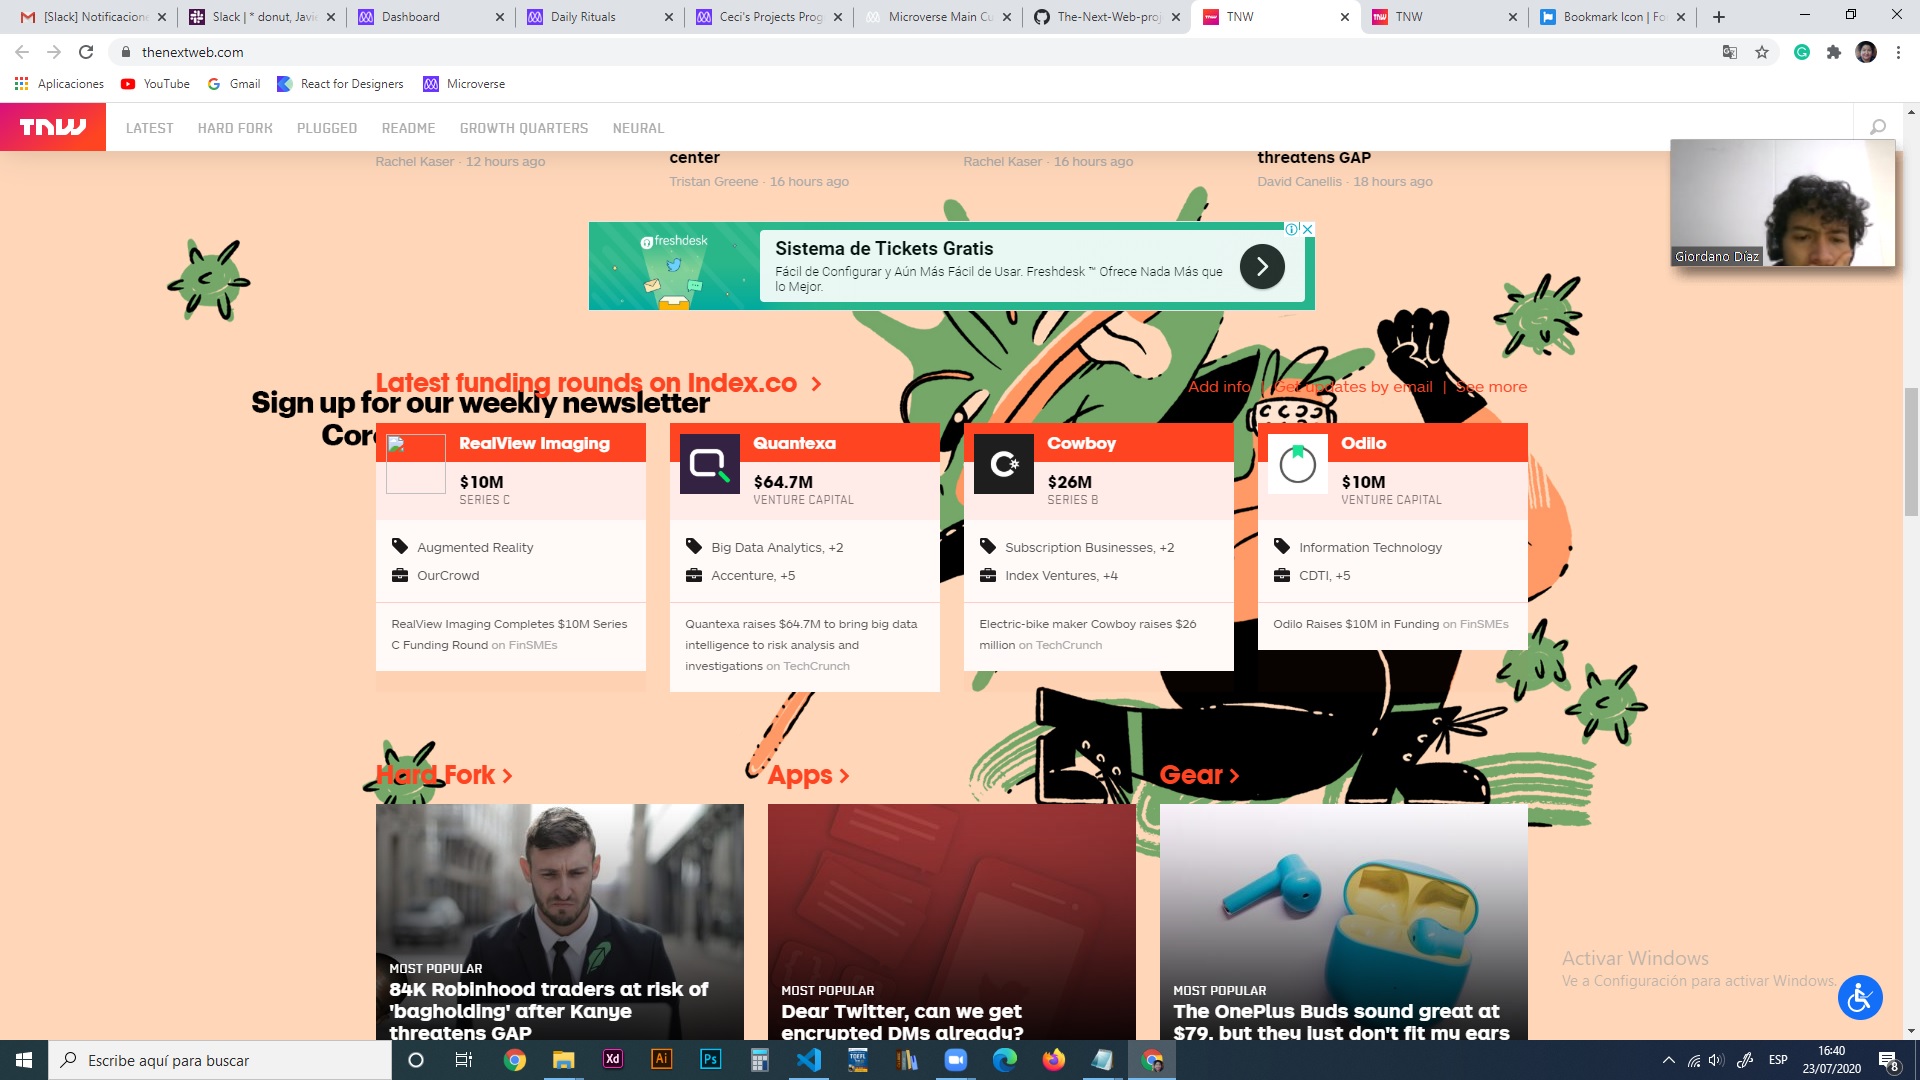 [Slack] Notificacione
Slack | * donut, Javie
Dashboard
Daily Rituals
Ceci's Projects Prog
Microverse Main Cu
The-Next-Web-proj
TNW
TNW
Bookmark Icon | Fo
thenextweb.com
Aplicaciones
YouTube
Gmail
React for Designers
Microverse
TNW
LATEST
HARD FORK
PLUGGED
README
GROWTH QUARTERS
NEURAL
Rachel Kaser · 12 hours ago
center
Tristan Greene · 16 hours ago
Rachel Kaser · 16 hours ago
threatens GAP
David Canellis · 18 hours ago
Giordano Díaz
freshdesk
Sistema de Tickets Gratis
Fácil de Configurar y Aún Más Fácil de Usar. Freshdesk ™ Ofrece Nada Más que
lo Mejor.
Latest funding rounds on Index.co
Add info | Get updates by email | See more
Sign up for our weekly newsletter
RealView Imaging
$10M
SERIES C
Augmented Reality
OurCrowd
RealView Imaging Completes $10M Series
C Funding Round on FinSMEs
Quantexa
$64.7M
VENTURE CAPITAL
Big Data Analytics, +2
Accenture, +5
Quantexa raises $64.7M to bring big data
intelligence to risk analysis and
investigations on TechCrunch
Cowboy
$26M
SERIES B
Subscription Businesses, +2
Index Ventures, +4
Electric-bike maker Cowboy raises $26
million on TechCrunch
Odilo
$10M
VENTURE CAPITAL
Information Technology
CDTI, +5
Odilo Raises $10M in Funding on FinSMEs
Hard Fork
MOST POPULAR
84K Robinhood traders at risk of
'bagholding' after Kanye
threatens GAP
Apps
MOST POPULAR
Dear Twitter, can we get
encrypted DMs already?
Gear
MOST POPULAR
The OnePlus Buds sound great at
$79, but they just don't fit my ears
Activar Windows
Ve a Configuración para activar Windows.
Escribe aquí para buscar
Xd
Ai
Ps
TOEFL
ESP
16:40
23/07/2020
8